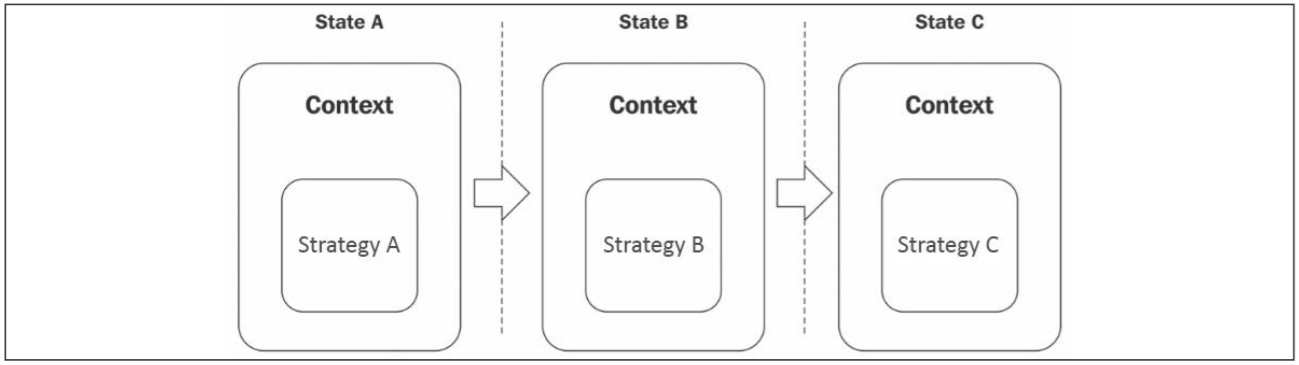 State A
State B
State C
Context
Context
Context
Strategy A
Strategy B
Strategy C